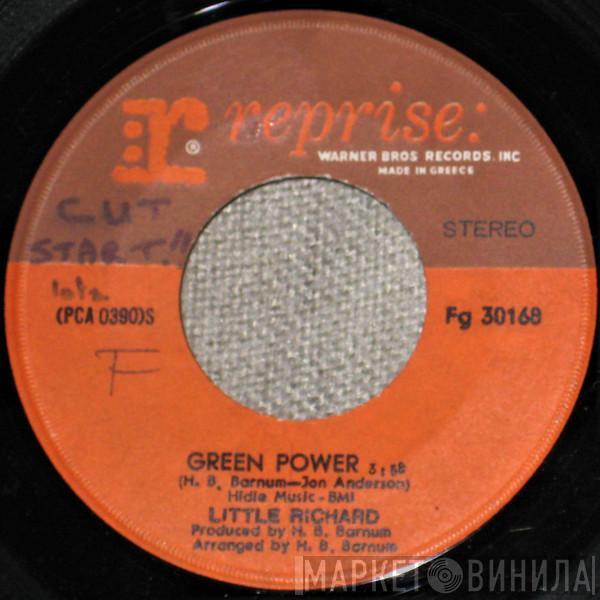 r reprise:
®
WARNER BROS RECORDS. INC
MADE IN GREECE
CUT
START."
STEREO
(PCA 0390)S
Fg 30168
F
GREEN POWER 3:58
(H. B. Barnum—Jon Anderson)
Hidle Music - BMI
LITTLE RICHARD
Produced by H. B. Barnum
Arranged by H. B. Barnum
МАРКЕТ ВИНИЛА